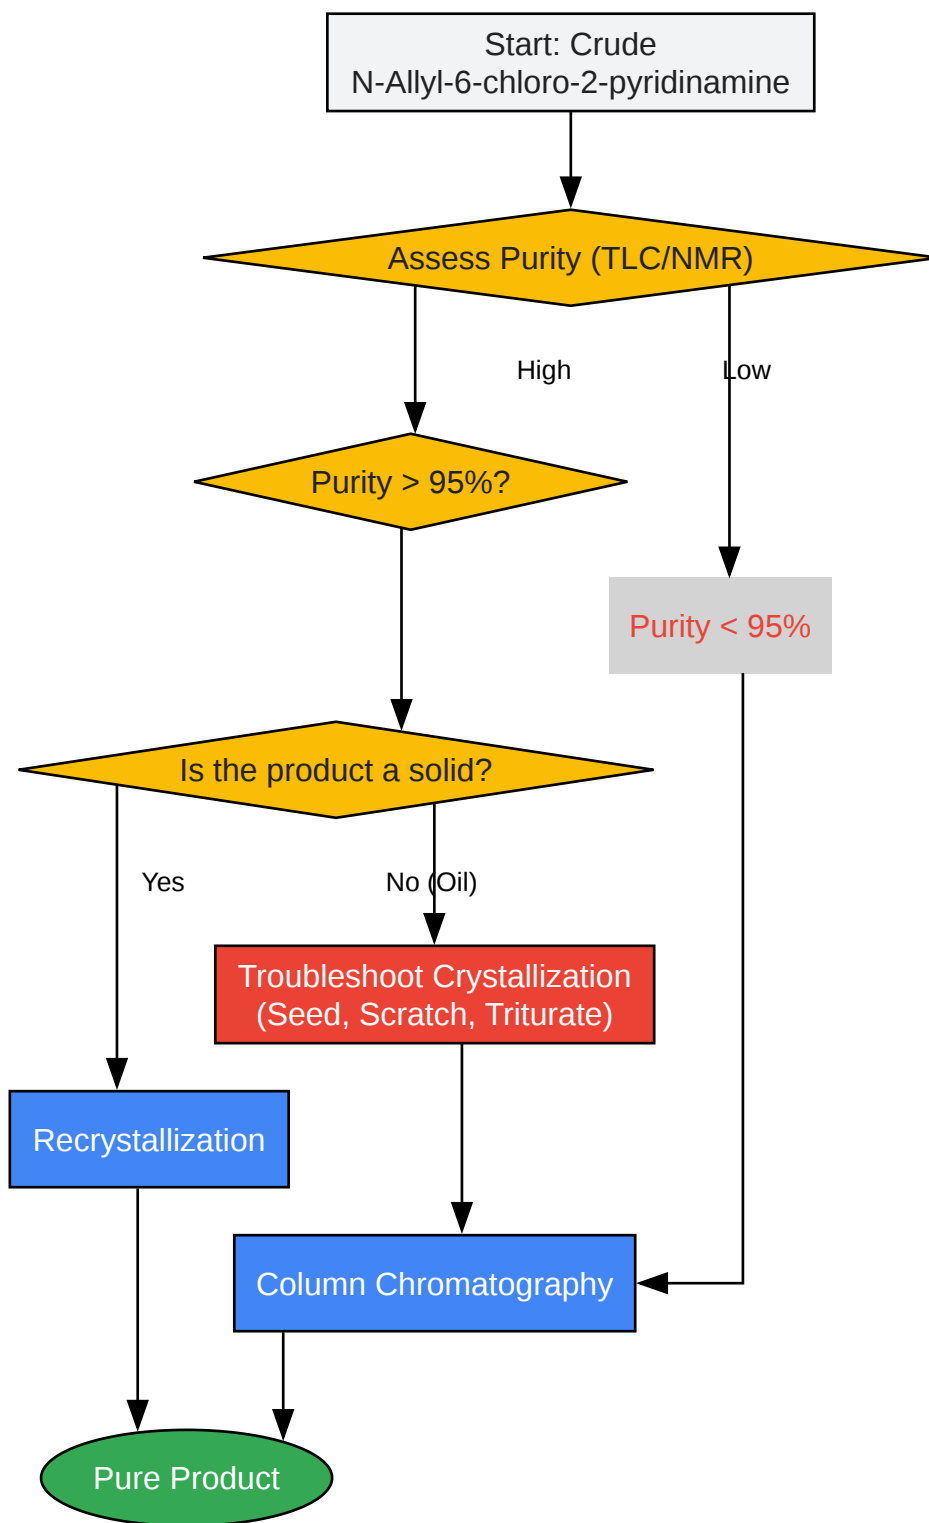 Start: Crude
N-Allyl-6-chloro-2-pyridinamine
Assess Purity (TLC/NMR)
High
Low
Purity > 95%?
Purity < 95%
Is the product a solid?
Yes
No (Oil)
Troubleshoot Crystallization
(Seed, Scratch, Triturate)
Recrystallization
Column Chromatography
Pure Product